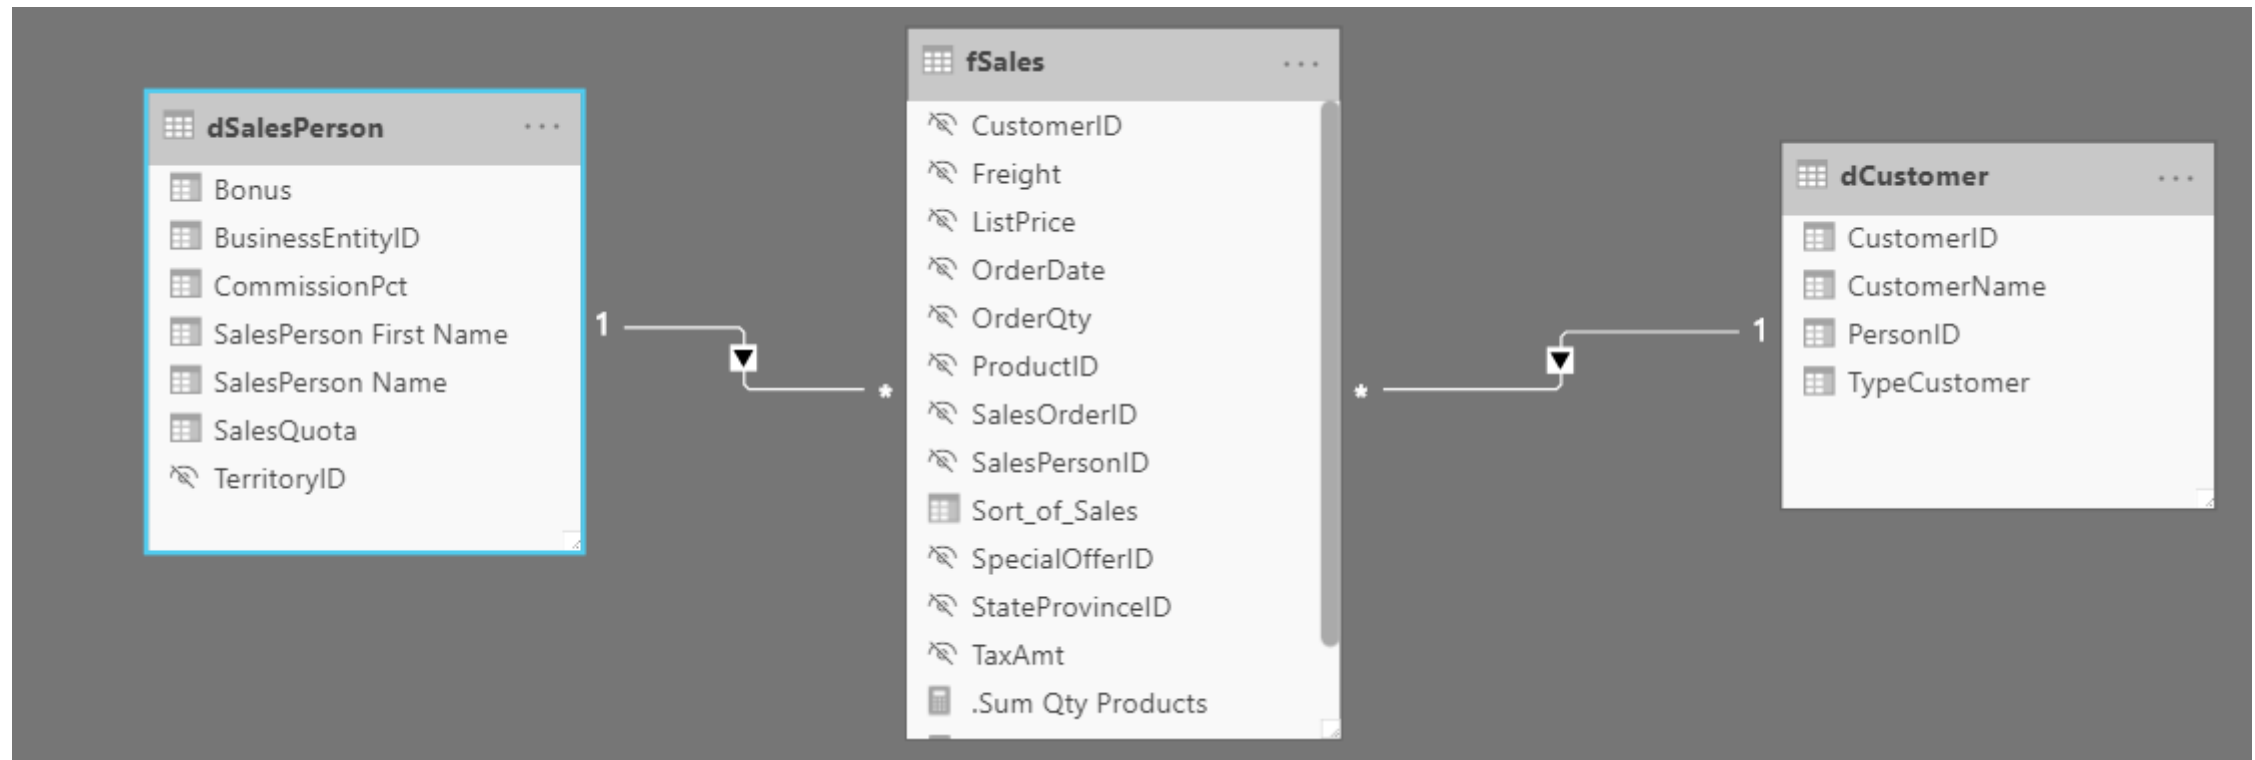 dSalesPerson
Bonus
BusinessEntityID
CommissionPct
SalesPerson First Name
SalesPerson Name
SalesQuota
TerritoryID
1
*
fSales
CustomerID
Freight
ListPrice
OrderDate
OrderQty
ProductID
SalesOrderID
SalesPersonID
Sort_of_Sales
SpecialOfferID
StateProvinceID
TaxAmt
.Sum Qty Products
*
1
dCustomer
CustomerID
CustomerName
PersonID
TypeCustomer